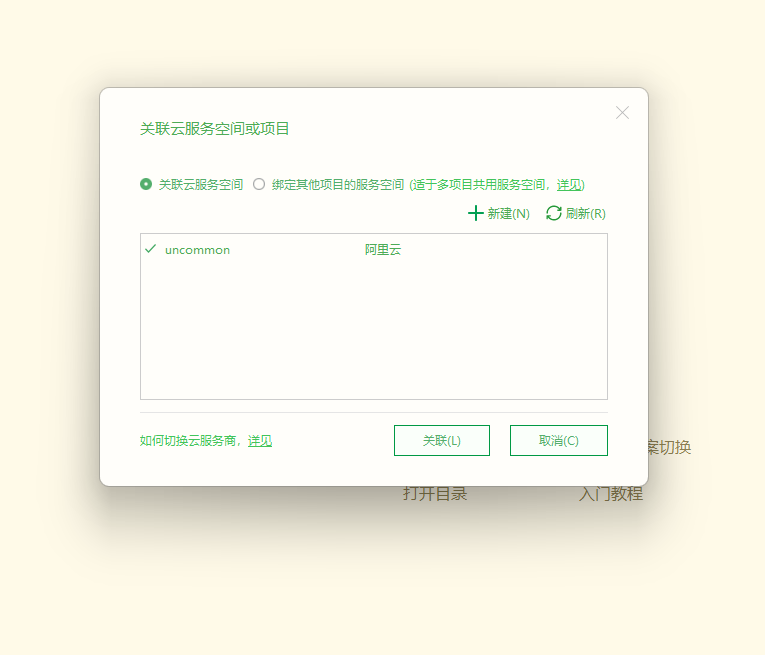 关联云服务空间或项目
关联云服务空间 绑定其他项目的服务空间 (适于多项目共用服务空间，详见)
新建(N) 刷新(R)
uncommon 阿里云
如何切换云服务商，详见 关联(L) 取消(C)
案切换
打开目录 入门教程